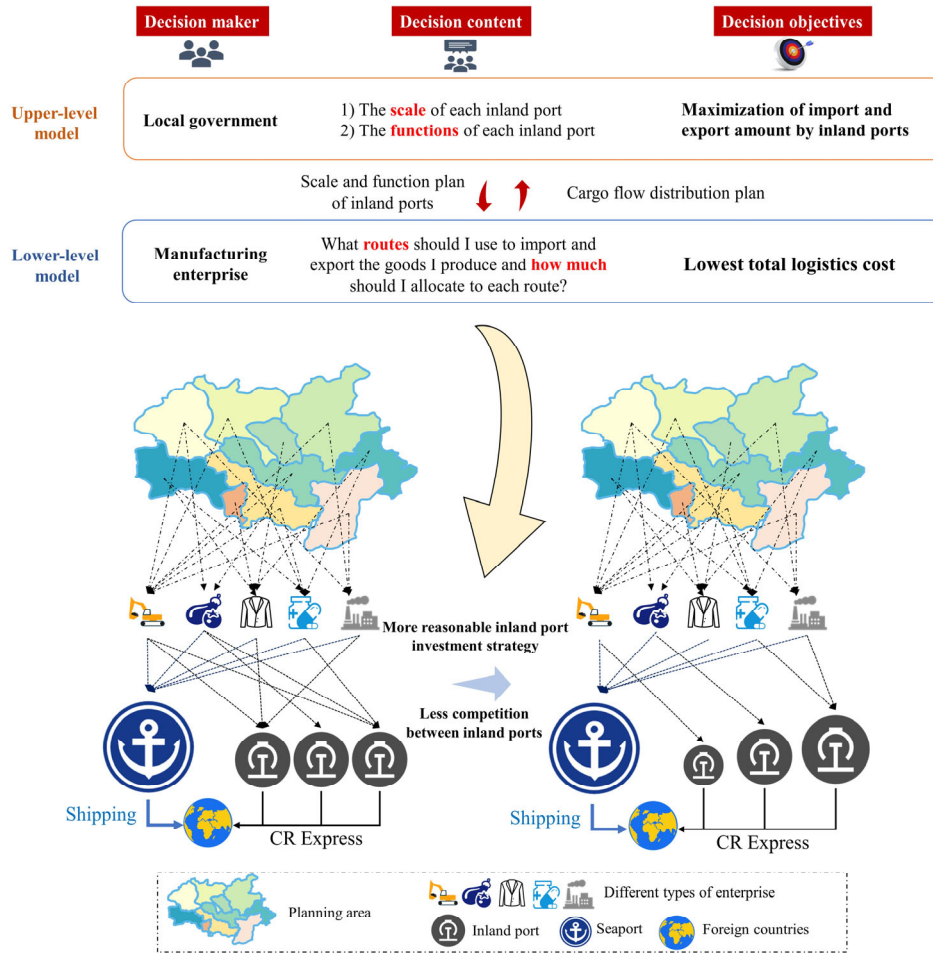 Decision maker
Decision content
Decision objectives
Upper-level
model
Local government
1) The scale of each inland port
2) The functions of each inland port
Maximization of import and
export amount by inland ports
Scale and function plan
of inland ports
Cargo flow distribution plan
Lower-level
model
Manufacturing
enterprise
What routes should I use to import and
export the goods I produce and how much
should I allocate to each route?
Lowest total logistics cost
More reasonable inland port
investment strategy
Less competition
between inland ports
Shipping
CR Express
Shipping
CR Express
Planning area
Different types of enterprise
Inland port
Seaport
Foreign countries